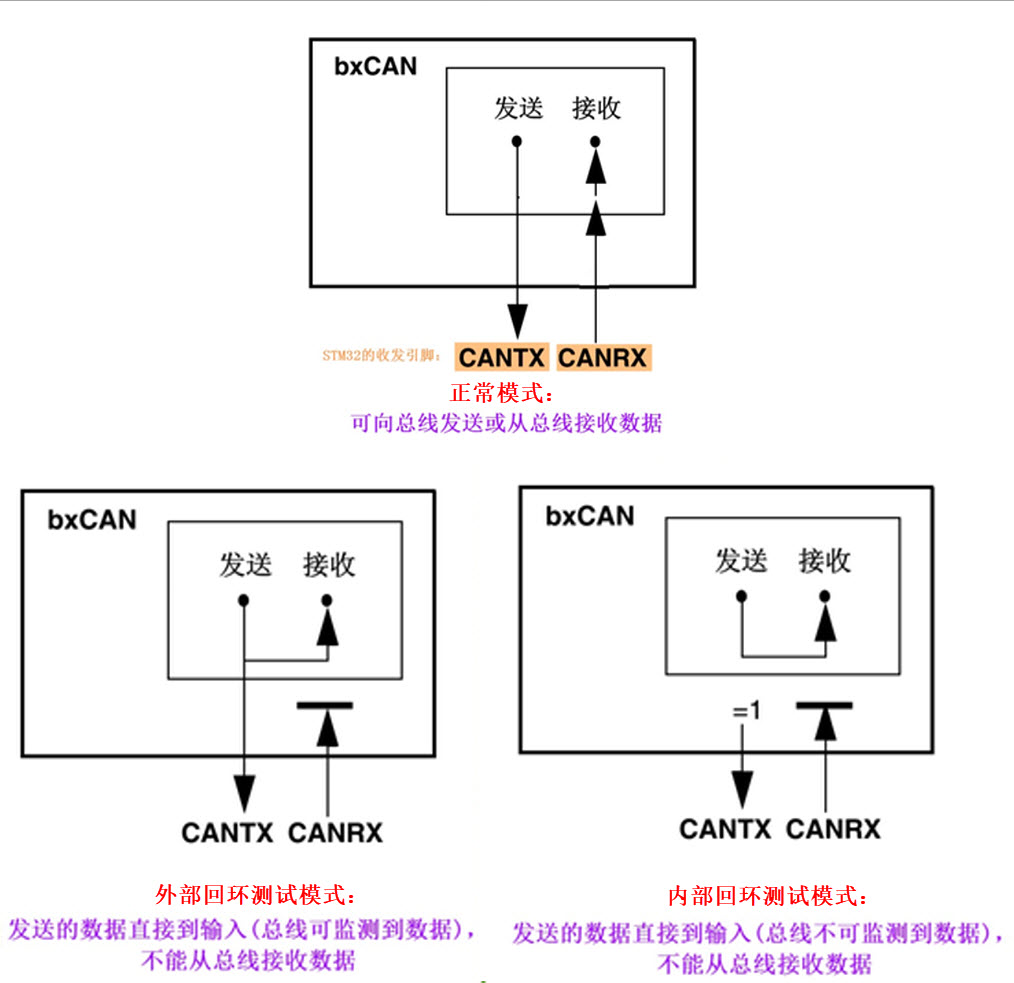 bxCAN
发送 接收
STM32的收发引脚： CANTX CANRX
正常模式：
可向总线发送或从总线接收数据
bxCAN
发送 接收
CANTX CANRX
外部回环测试模式：
发送的数据直接到输入(总线可监测到数据)，
不能从总线接收数据
bxCAN
发送 接收
=1
CANTX CANRX
内部回环测试模式：
发送的数据直接到输入(总线不可监测到数据)，
不能从总线接收数据